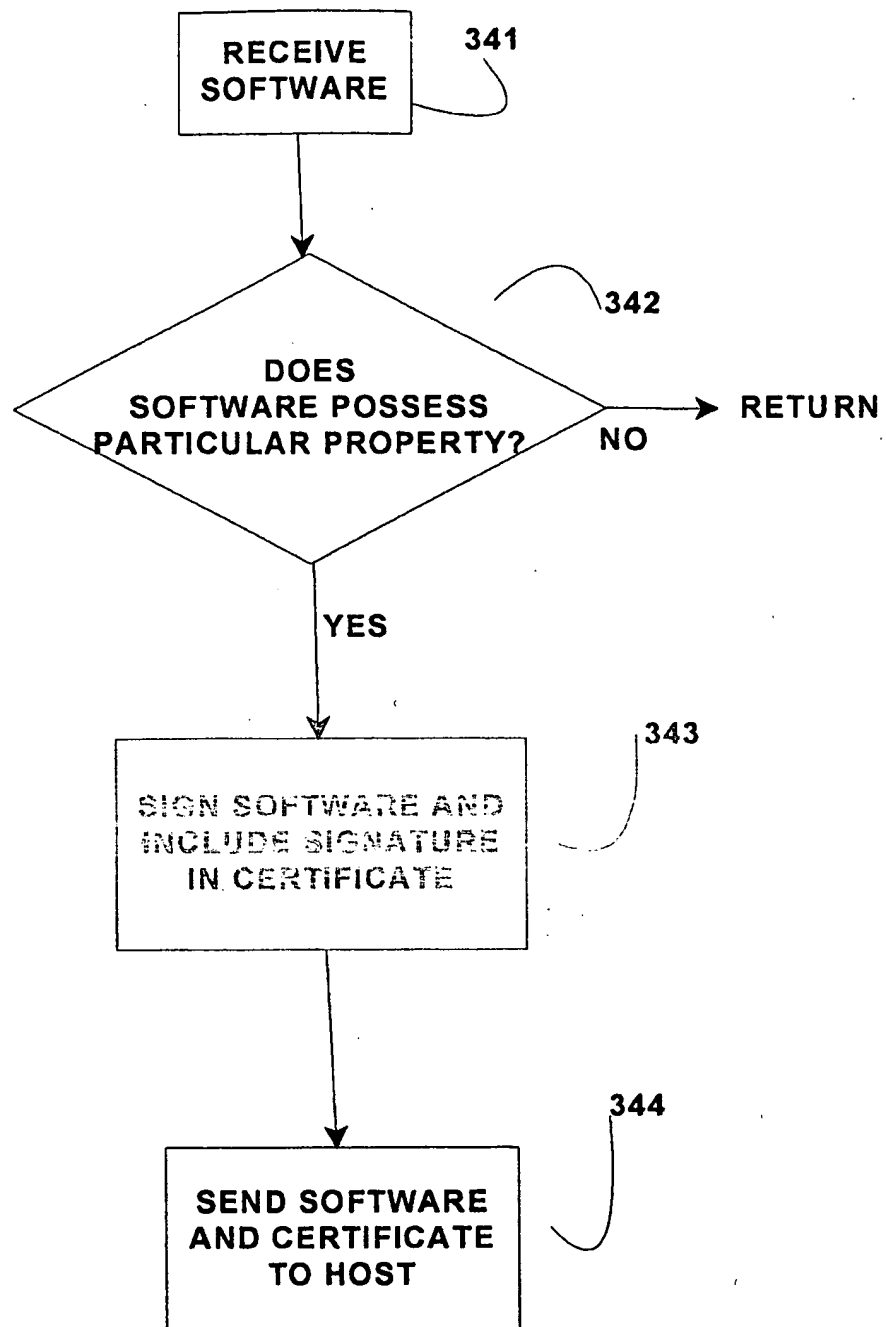 RECEIVE
SOFTWARE
341
342
DOES
SOFTWARE POSSESS
PARTICULAR PROPERTY?
NO
RETURN
YES
343
SIGN SOFTWARE AND
INCLUDE SIGNATURE
IN CERTIFICATE
344
SEND SOFTWARE
AND CERTIFICATE
TO HOST